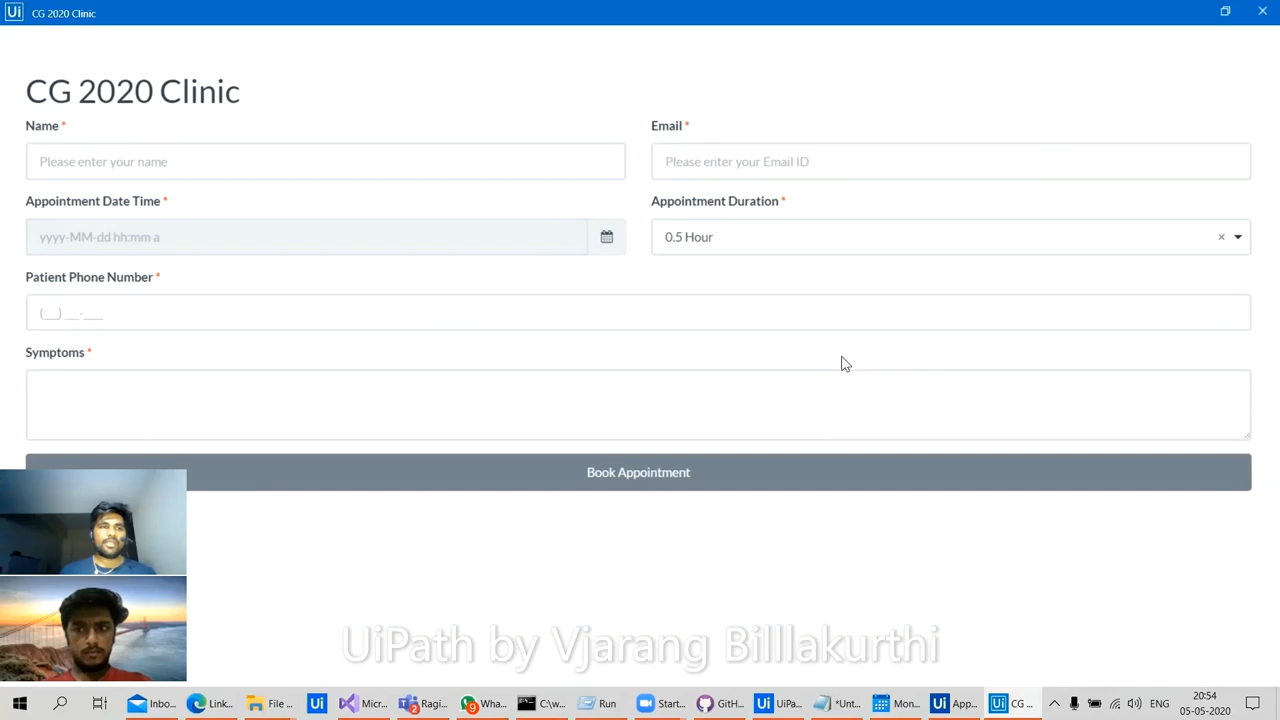 Ui CG 2020 Clinic
CG 2020 Clinic
Name *
Email *
Please enter your name
Please enter your Email ID
Appointment Date Time *
Appointment Duration *
yyyy-MM-dd hh:mm a
0.5 Hour
Patient Phone Number *
(__) ___-____
Symptoms *
Book Appointment
UiPath by Vjarang Billlakurthi
Inbo... Link... File ... Ui Micr... Ragi... Wha... C:\w... Run Start... GitH... UiPa... *Unt... Mon... App... CG ... ENG
20:54
05-05-2020